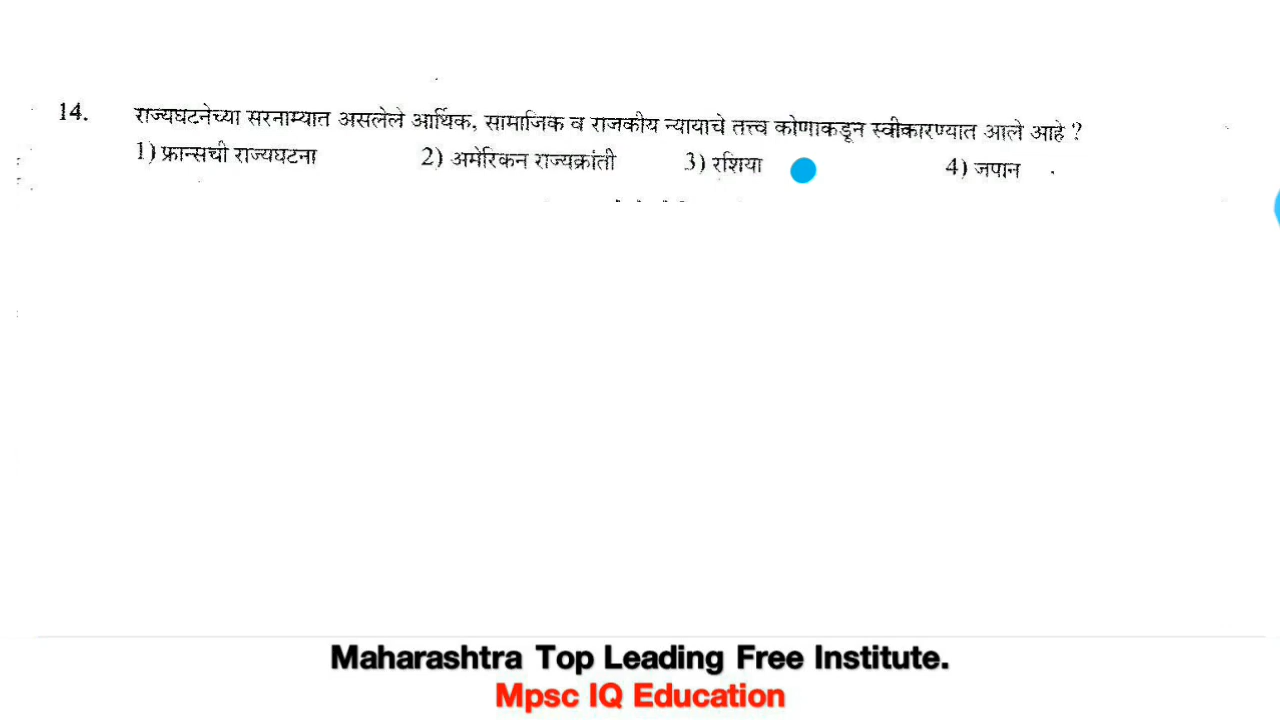 14. राज्यघटनेच्या सरनाम्यात असलेले आर्थिक, सामाजिक व राजकीय न्यायाचे तत्त्व कोणाकडून स्वीकारण्यात आले आहे ?
1) फ्रान्सची राज्यघटना 2) अमेरिकन राज्यक्रांती 3) रशिया 4) जपान
Maharashtra Top Leading Free Institute.
Mpsc IQ Education